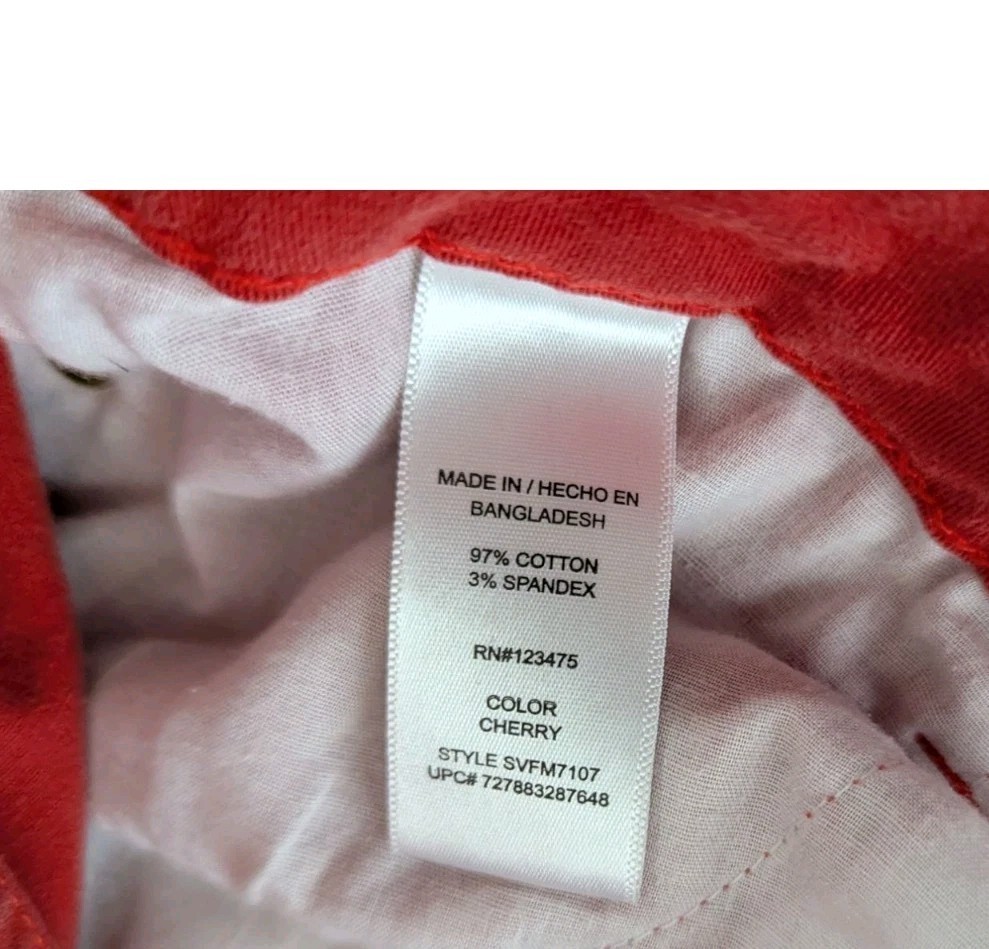 MADE IN / HECHO EN
BANGLADESH
97% COTTON
3% SPANDEX
RN#123475
COLOR
CHERRY
STYLE SVFM7107
UPC# 727883287648